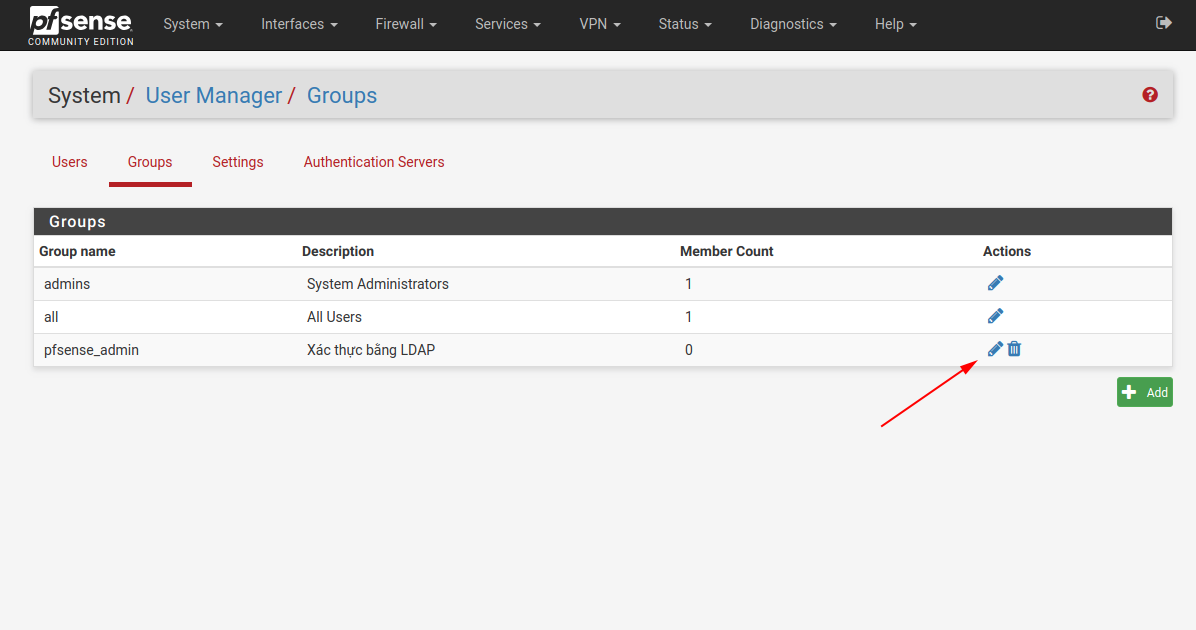 pfsense System Interfaces Firewall Services VPN Status Diagnostics Help
COMMUNITY EDITION
System / User Manager / Groups ?
Users Groups Settings Authentication Servers
Groups
Group name Description Member Count Actions
admins System Administrators 1
all All Users 1
pfsense_admin Xác thực bằng LDAP 0
Add